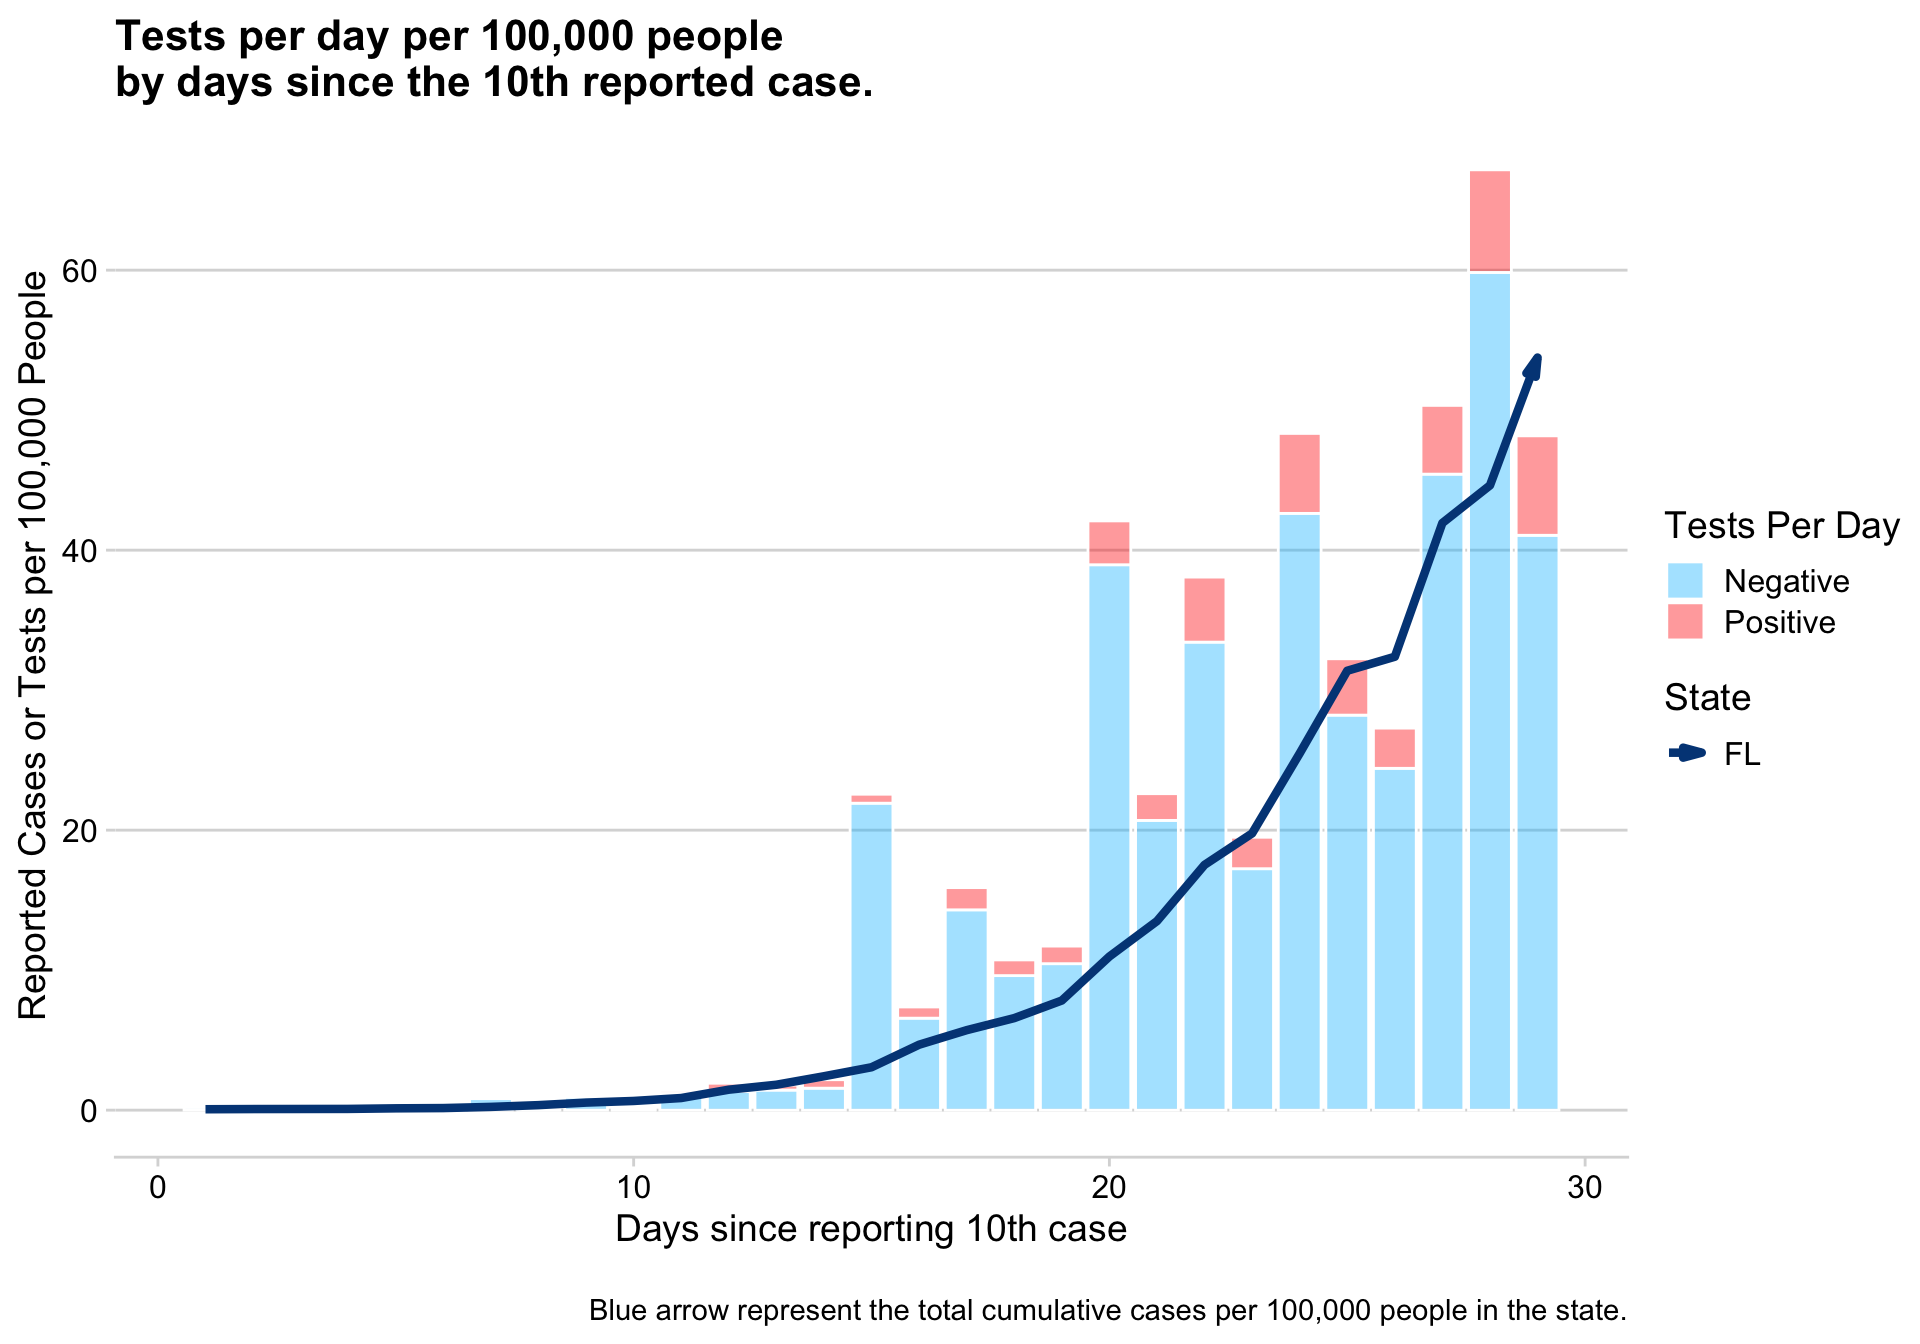 Tests per day per 100,000 people
by days since the 10th reported case.
Reported Cases or Tests per 100,000 People
60
40
20
0
0 10 20 30
Days since reporting 10th case
Tests Per Day
Negative
Positive
State
FL
Blue arrow represent the total cumulative cases per 100,000 people in the state.